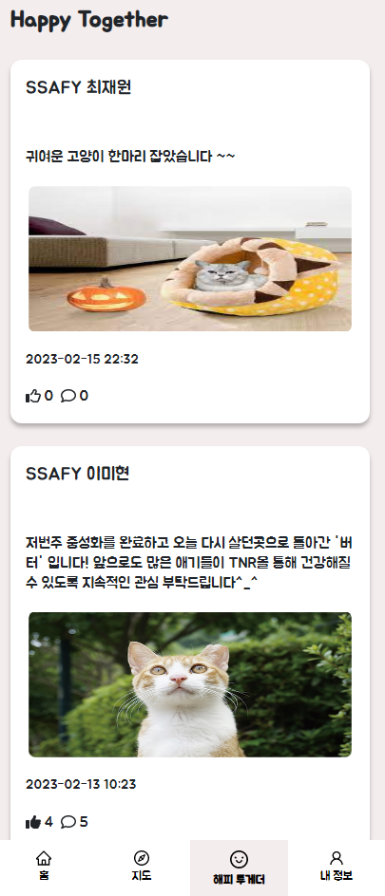 Happy Together
SSAFY 최재원
귀여운 고양이 한마리 잡았습니다 ~~
2023-02-15 22:32
0 0
SSAFY 이미현
저번주 중성화를 완료하고 오늘 다시 살던곳으로 돌아간 '버
터' 입니다! 앞으로도 많은 애기들이 TNR을 통해 건강해질
수 있도록 지속적인 관심 부탁드립니다^_^
2023-02-13 10:23
4 5
홈 지도 해피 투게더 내 정보